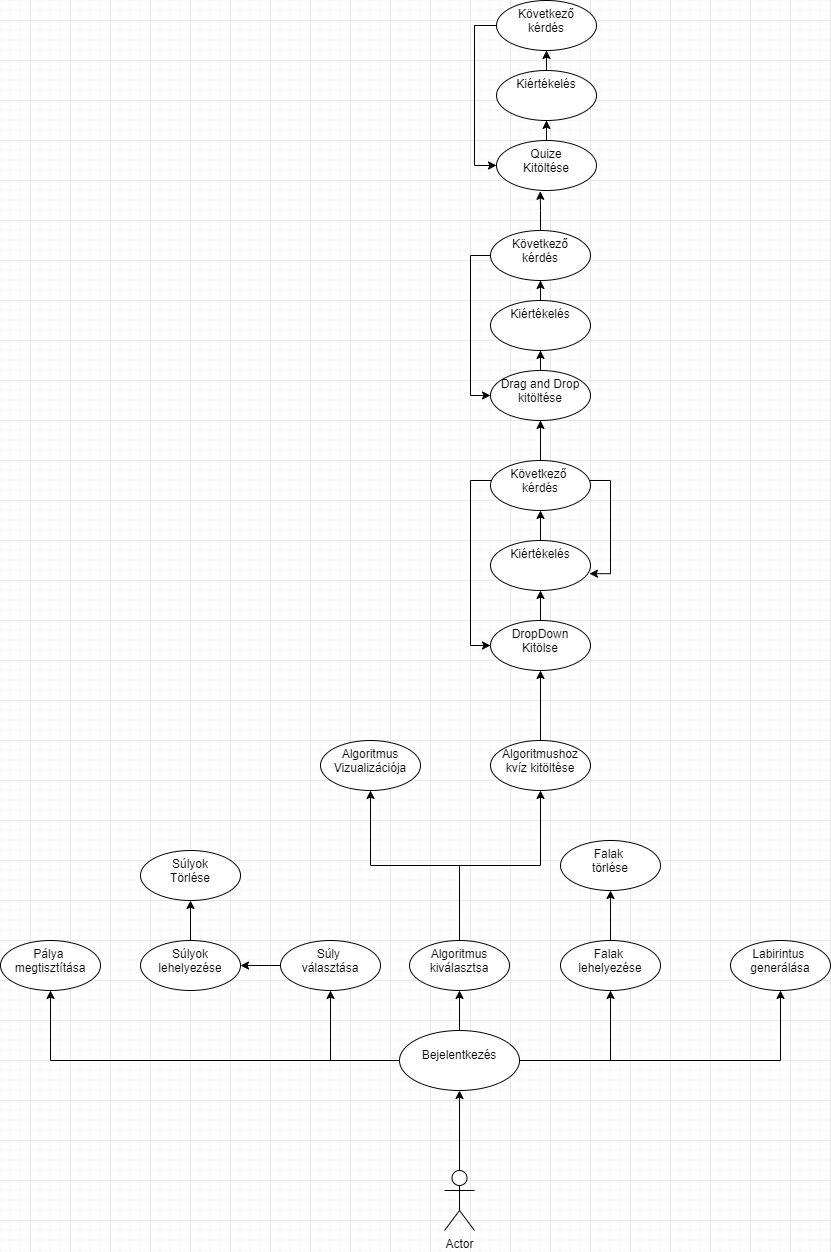 Következő
kérdés
Kiértékelés
Quize
Kitöltése
Következő
kérdés
Kiértékelés
Drag and Drop
kitöltése
Következő
kérdés
Kiértékelés
DropDown
Kitölse
Algoritmus
Vizualizációja
Algoritmushoz
kvíz kitöltése
Súlyok
Törlése
Falak
törlése
Pálya
megtisztítása
Súlyok
lehelyezése
Súly
választása
Algoritmus
kiválasztsa
Falak
lehelyezése
Labirintus
generálása
Bejelentkezés
Actor